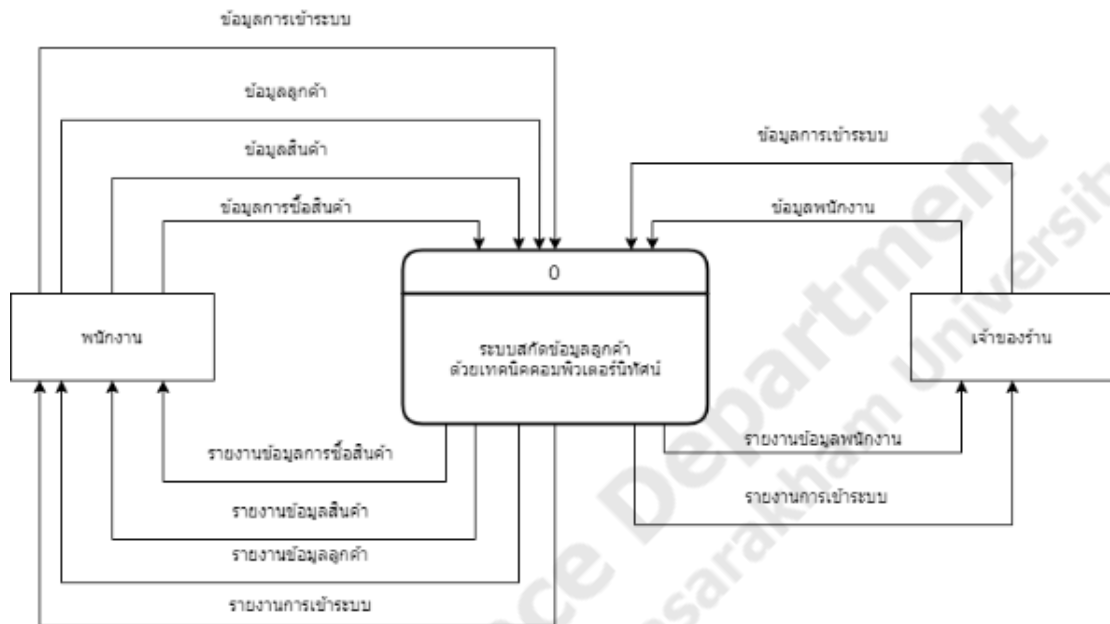 ข้อมูลการเข้าระบบ
ข้อมูลลูกค้า
ข้อมูลสินค้า
ข้อมูลการซื้อสินค้า
ข้อมูลการเข้าระบบ
ข้อมูลพนักงาน
0
พนักงาน
ระบบสกัดข้อมูลลูกค้า
ด้วยเทคนิคคอมพิวเตอร์นิทัศน์
เจ้าของร้าน
รายงานข้อมูลการซื้อสินค้า
รายงานข้อมูลสินค้า
รายงานข้อมูลลูกค้า
รายงานการเข้าระบบ
รายงานข้อมูลพนักงาน
รายงานการเข้าระบบ
Department